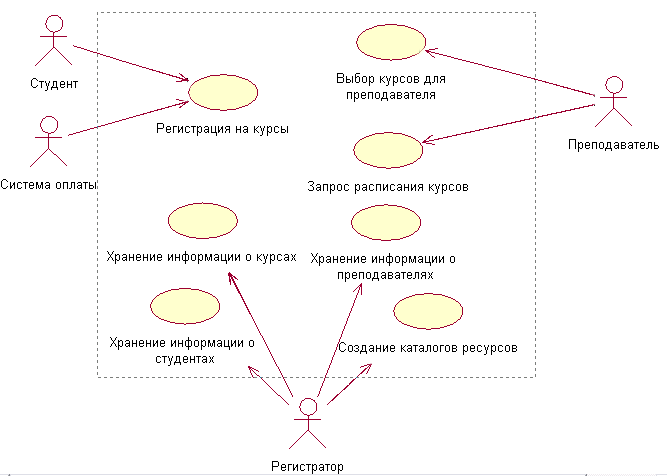 Студент
Выбор курсов для
преподавателя
Регистрация на курсы
Преподаватель
Система оплаты
Запрос расписания курсов
Хранение информации о курсах
Хранение информации о
преподавателях
Хранение информации о
студентах
Создание каталогов ресурсов
Регистратор